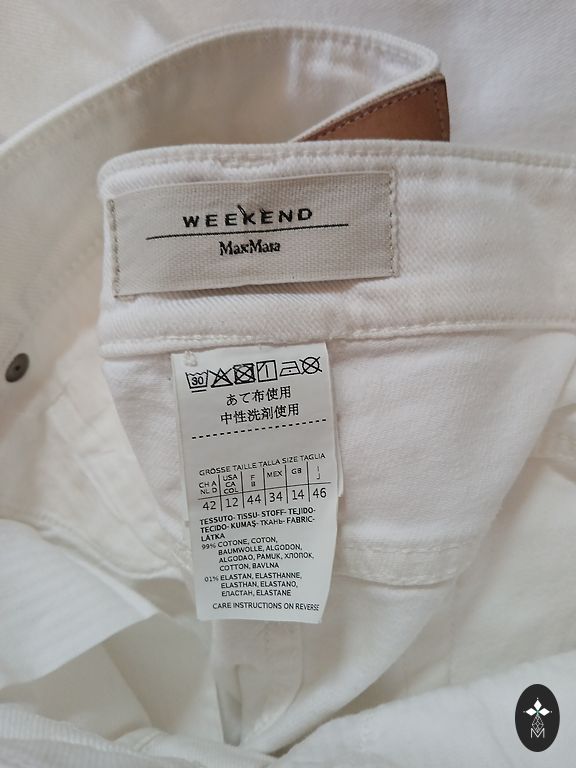 WEEKEND
MaxMara
30
あて布使用
中性洗剤使用
GRÖSSE TAILLE TALLA SIZE TAGLIA
CH A NL D
USA CA COL
F B
MEX
GB
I J
42 12 44 34 14 46
TESSUTO- TISSU- STOFF- TEJIDO-
TECIDO- KUMAŞ- ТКАНЬ- FABRIC-
LÁTKA
99% COTONE, COTON,
BAUMWOLLE, ALGODON,
ALGODAO, PAMUK, ХЛОПОК,
COTTON, BAVLNA
01% ELASTAN, ELASTHANNE,
ELASTHAN, ELASTANO,
ЕЛАСТАН, ELASTANE
CARE INSTRUCTIONS ON REVERSE
M